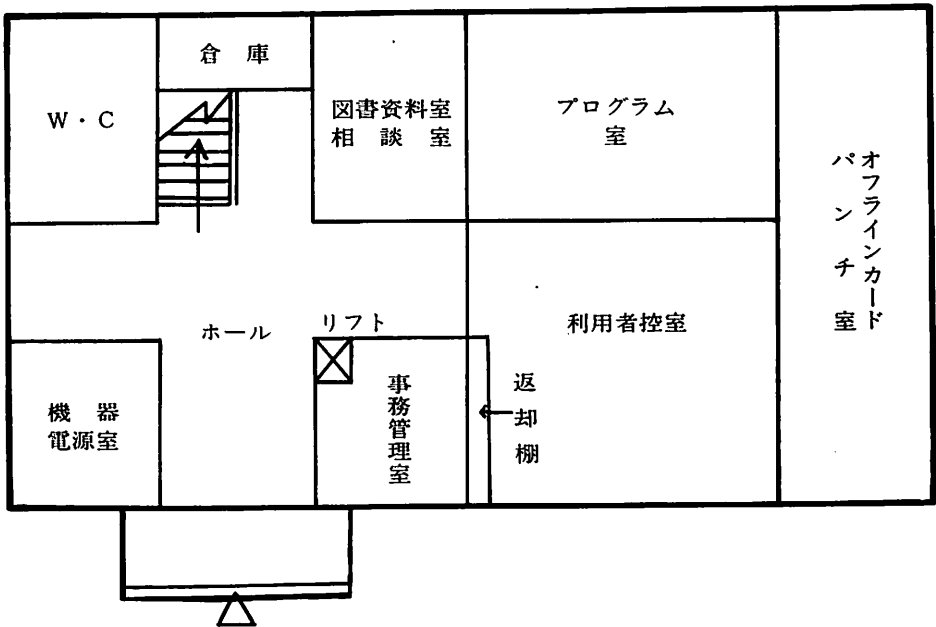 倉庫
W・C
図書資料室
相談室
プログラム
室
オフラインカード
パンチ室
ホール
リフト
利用者控室
機器
電源室
事務管理室
返却棚